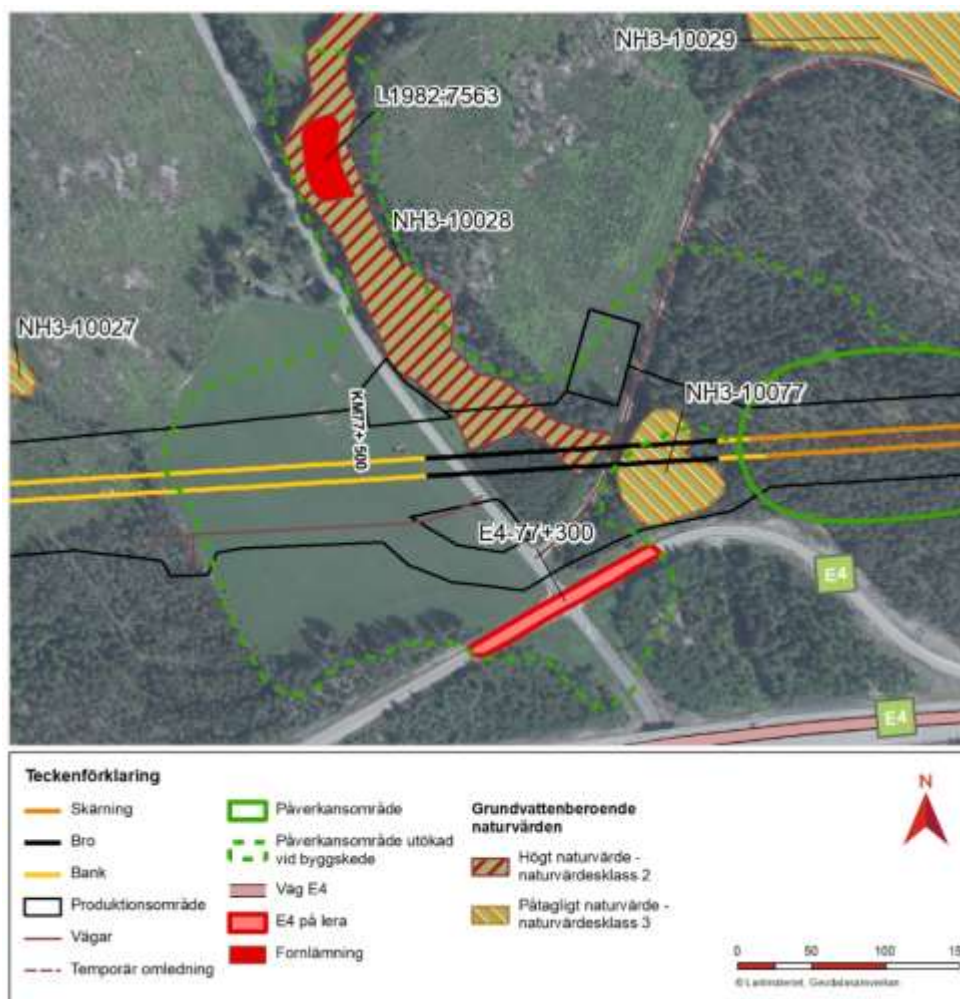 NH3-10029
L1982:7563
NH3-10028
NH3-10027
NH3-10077
KM77+500
E4-77+300
E4
E4
Teckenförklaring
Skärning
Bro
Bank
Produktionsområde
Vägar
Temporär omledning
Påverkansområde
Påverkansområde utökad
vid byggskede
Väg E4
E4 på lera
Fornlämning
Grundvattenberoende
naturvärden
Högt naturvärde -
naturvärdesklass 2
Påtagligt naturvärde -
naturvärdesklass 3
N
0 50 100
© Lantmäteriet, Geodatasamverkan